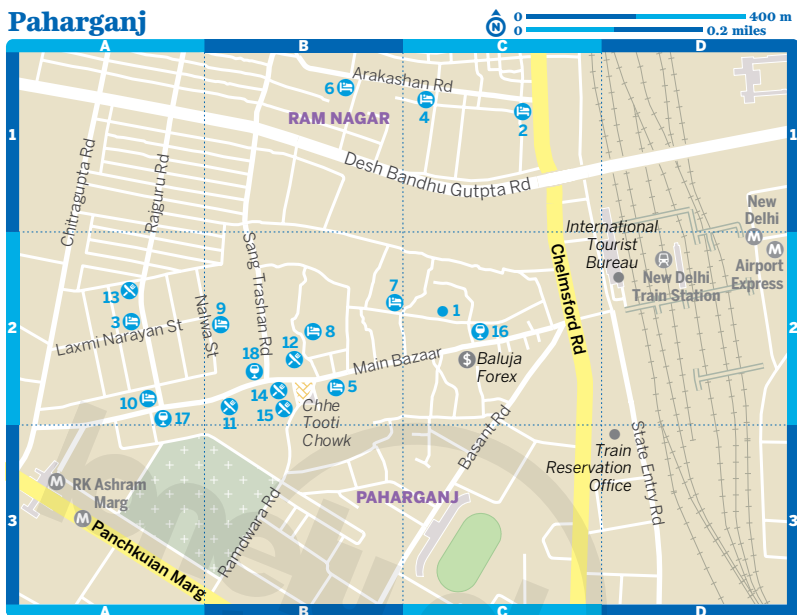 Paharganj
0 400 m
0 0.2 miles
A B C D
1 1
2 2
3 3
A B C D
Arakashan Rd
6
RAM NAGAR
4
2
Desh Bandhu Gutpta Rd
Chitragupta Rd
Rajguru Rd
Sang Trashan Rd
Nalwa St
Laxmi Narayan St
13
3
9
18
12
8
7
1
16
Main Bazaar
$ Baluja
Forex
10
17
11
14
15
5
Chhe
Tooti
Chowk
Chelmsford Rd
International
Tourist
Bureau
New Delhi
Train Station
New
Delhi
M
M
Airport
Express
Basant Rd
Train
Reservation
Office
State Entry Rd
M RK Ashram
Marg
M
Panchkuian Marg
Ramdwara Rd
PAHARGANJ